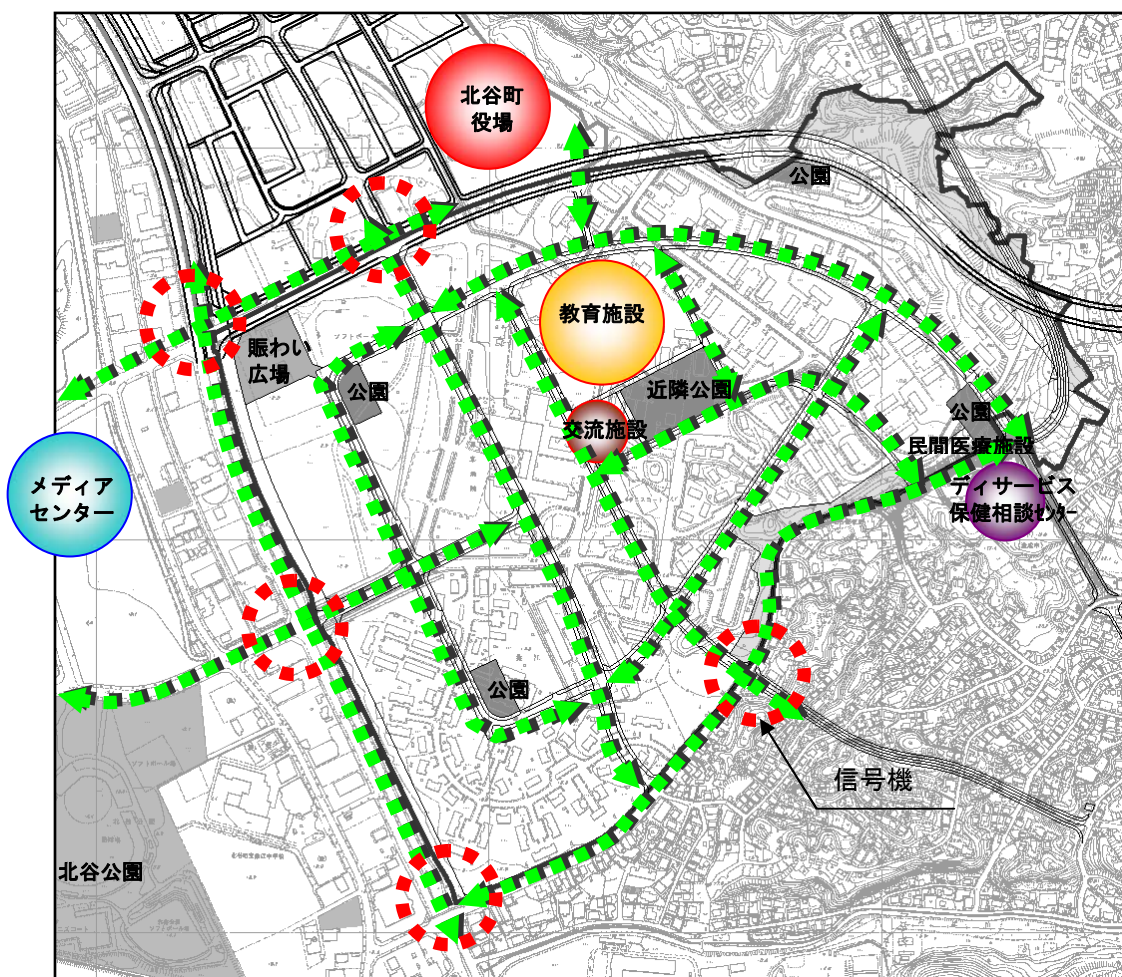 北谷町
役場
公園
教育施設
賑わい
広場
公園
近隣公園
交流施設
公園
民間医療施設
メディア
センター
ディサービス
保健相談ｾﾝﾀｰ
公園
信号機
北谷公園